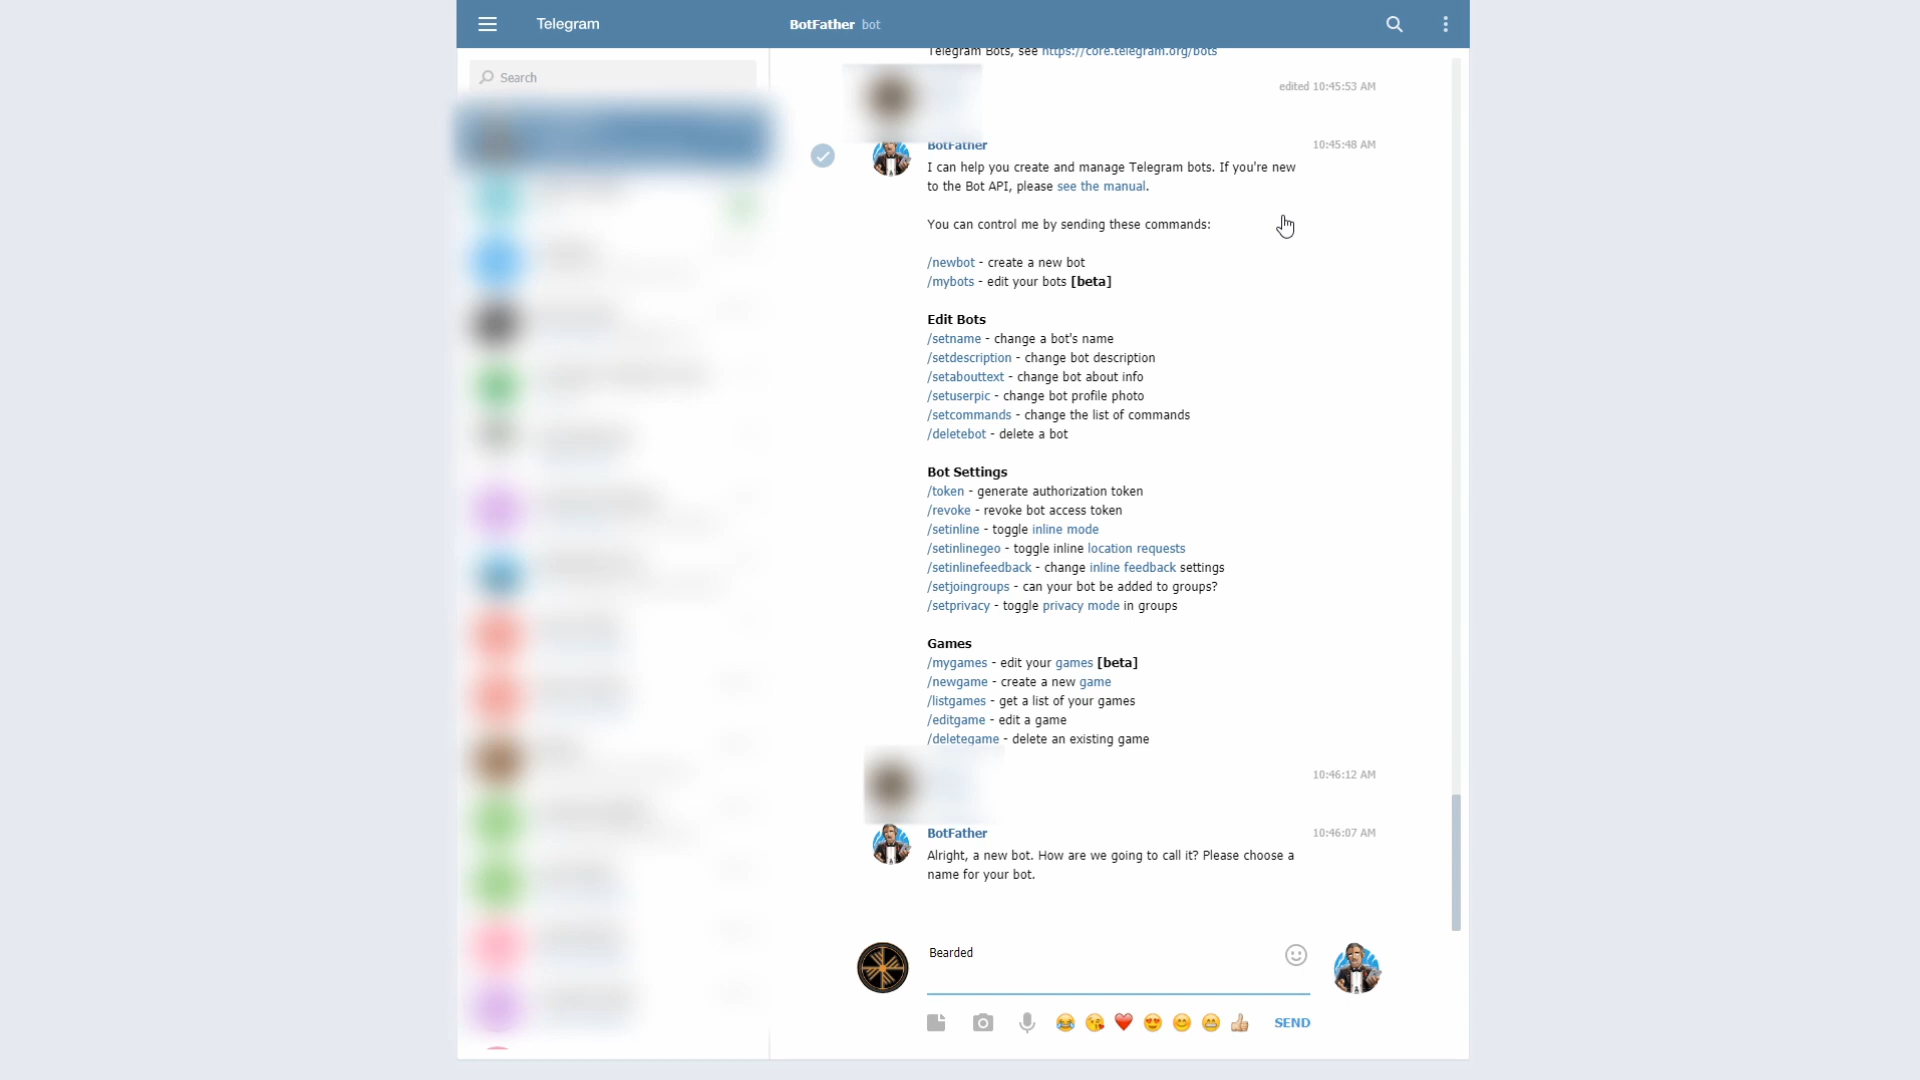 Telegram
BotFather bot
Search
Telegram Bots, see https://core.telegram.org/bots
edited 10:45:53 AM
BotFather
10:45:48 AM
I can help you create and manage Telegram bots. If you're new
to the Bot API, please see the manual.
You can control me by sending these commands:
/newbot - create a new bot
/mybots - edit your bots [beta]
Edit Bots
/setname - change a bot's name
/setdescription - change bot description
/setabouttext - change bot about info
/setuserpic - change bot profile photo
/setcommands - change the list of commands
/deletebot - delete a bot
Bot Settings
/token - generate authorization token
/revoke - revoke bot access token
/setinline - toggle inline mode
/setinlinegeo - toggle inline location requests
/setinlinefeedback - change inline feedback settings
/setjoingroups - can your bot be added to groups?
/setprivacy - toggle privacy mode in groups
Games
/mygames - edit your games [beta]
/newgame - create a new game
/listgames - get a list of your games
/editgame - edit a game
/deletegame - delete an existing game
10:46:12 AM
BotFather
10:46:07 AM
Alright, a new bot. How are we going to call it? Please choose a
name for your bot.
Bearded
SEND